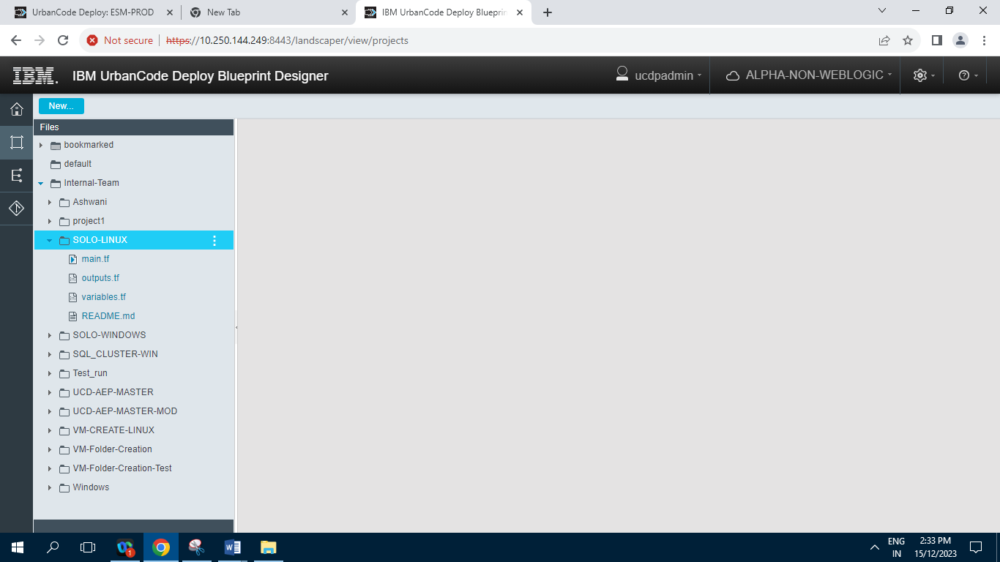 UrbanCode Deploy: ESM-PROD
New Tab
IBM UrbanCode Deploy Blueprin
Not secure
https://10.250.144.249:8443/landscaper/view/projects
IBM. IBM UrbanCode Deploy Blueprint Designer
ucdpadmin
ALPHA-NON-WEBLOGIC
New...
Files
bookmarked
default
Internal-Team
Ashwani
project1
SOLO-LINUX
main.tf
outputs.tf
variables.tf
README.md
SOLO-WINDOWS
SQL_CLUSTER-WIN
Test_run
UCD-AEP-MASTER
UCD-AEP-MASTER-MOD
VM-CREATE-LINUX
VM-Folder-Creation
VM-Folder-Creation-Test
Windows
1
ENG
IN
2:33 PM
15/12/2023